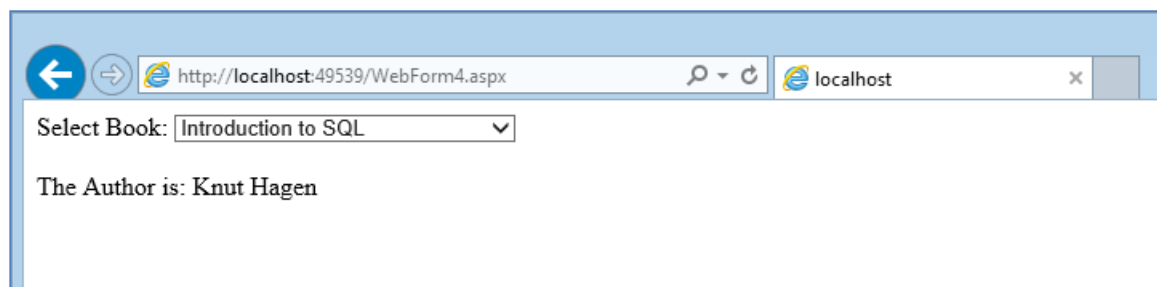 http://localhost:49539/WebForm4.aspx
localhost
Select Book: Introduction to SQL
The Author is: Knut Hagen